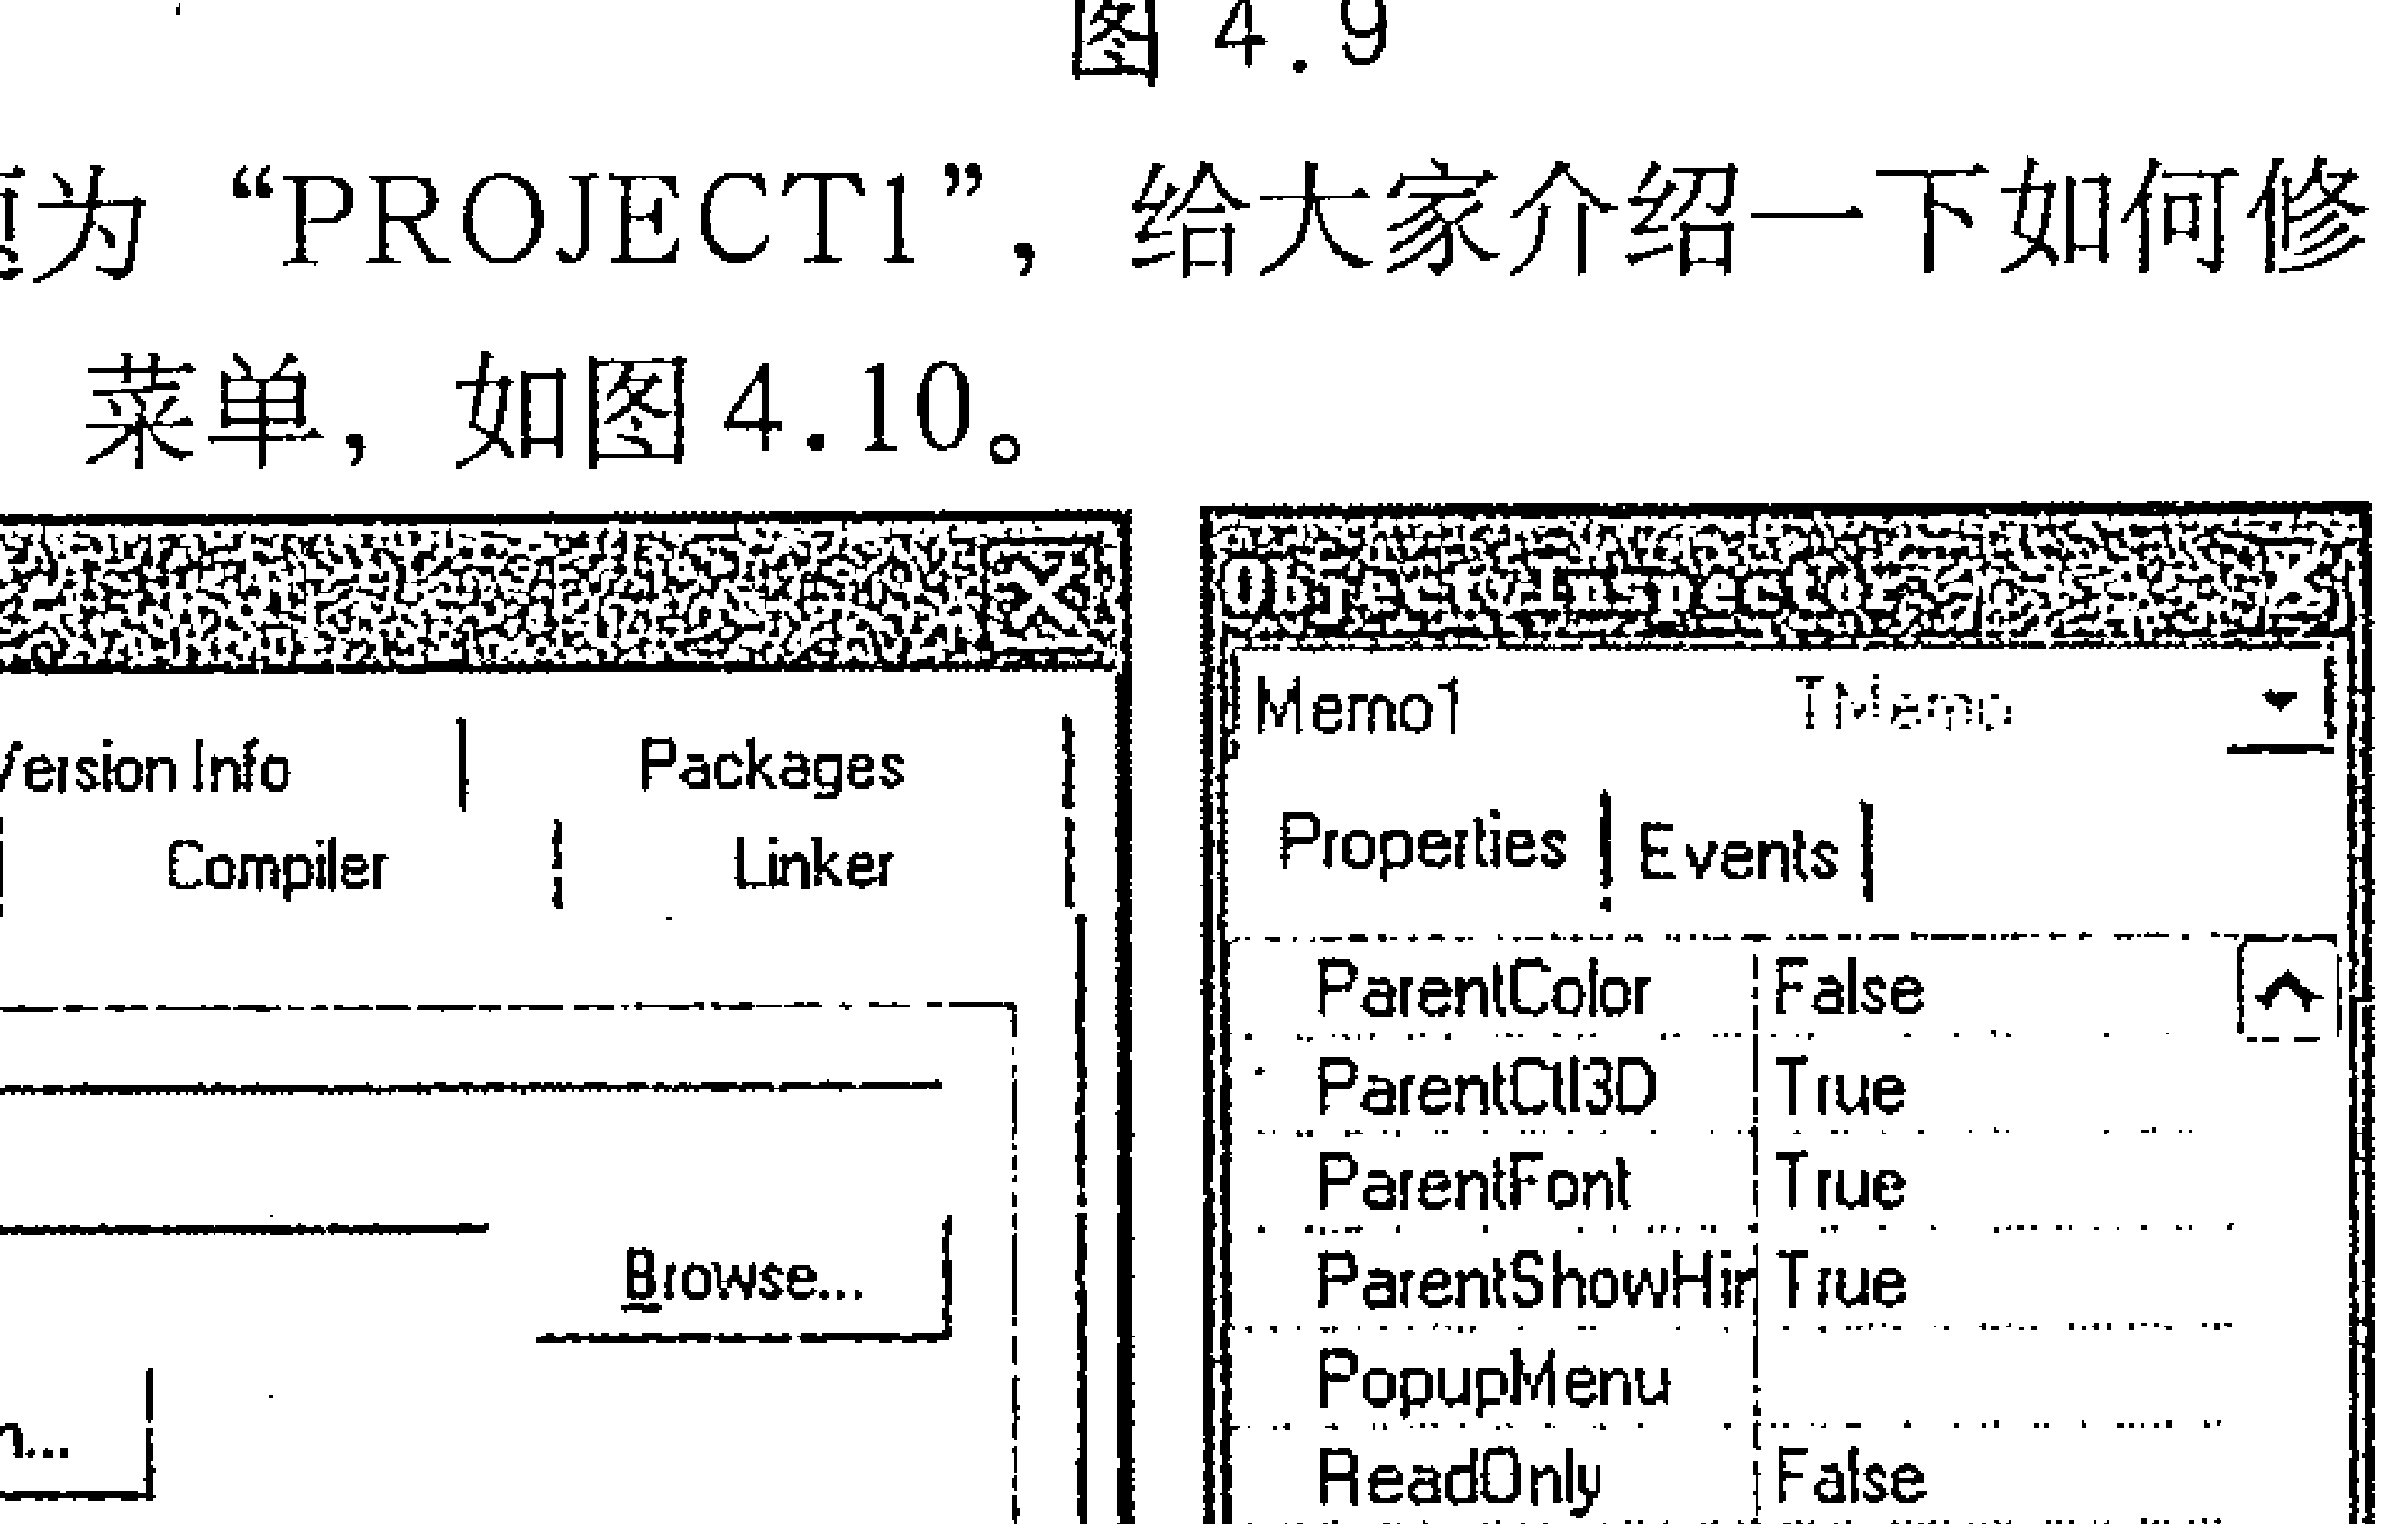 图 4.9
为 “PROJECT1”，给大家介绍一下如何修
菜单，如图 4.10。
Version Info Packages
Compiler Linker
Browse...
Object Inspector
Memo1 TMemo
Properties Events
ParentColor False
ParentCtl3D True
ParentFont True
ParentShowHin True
PopupMenu
ReadOnly False